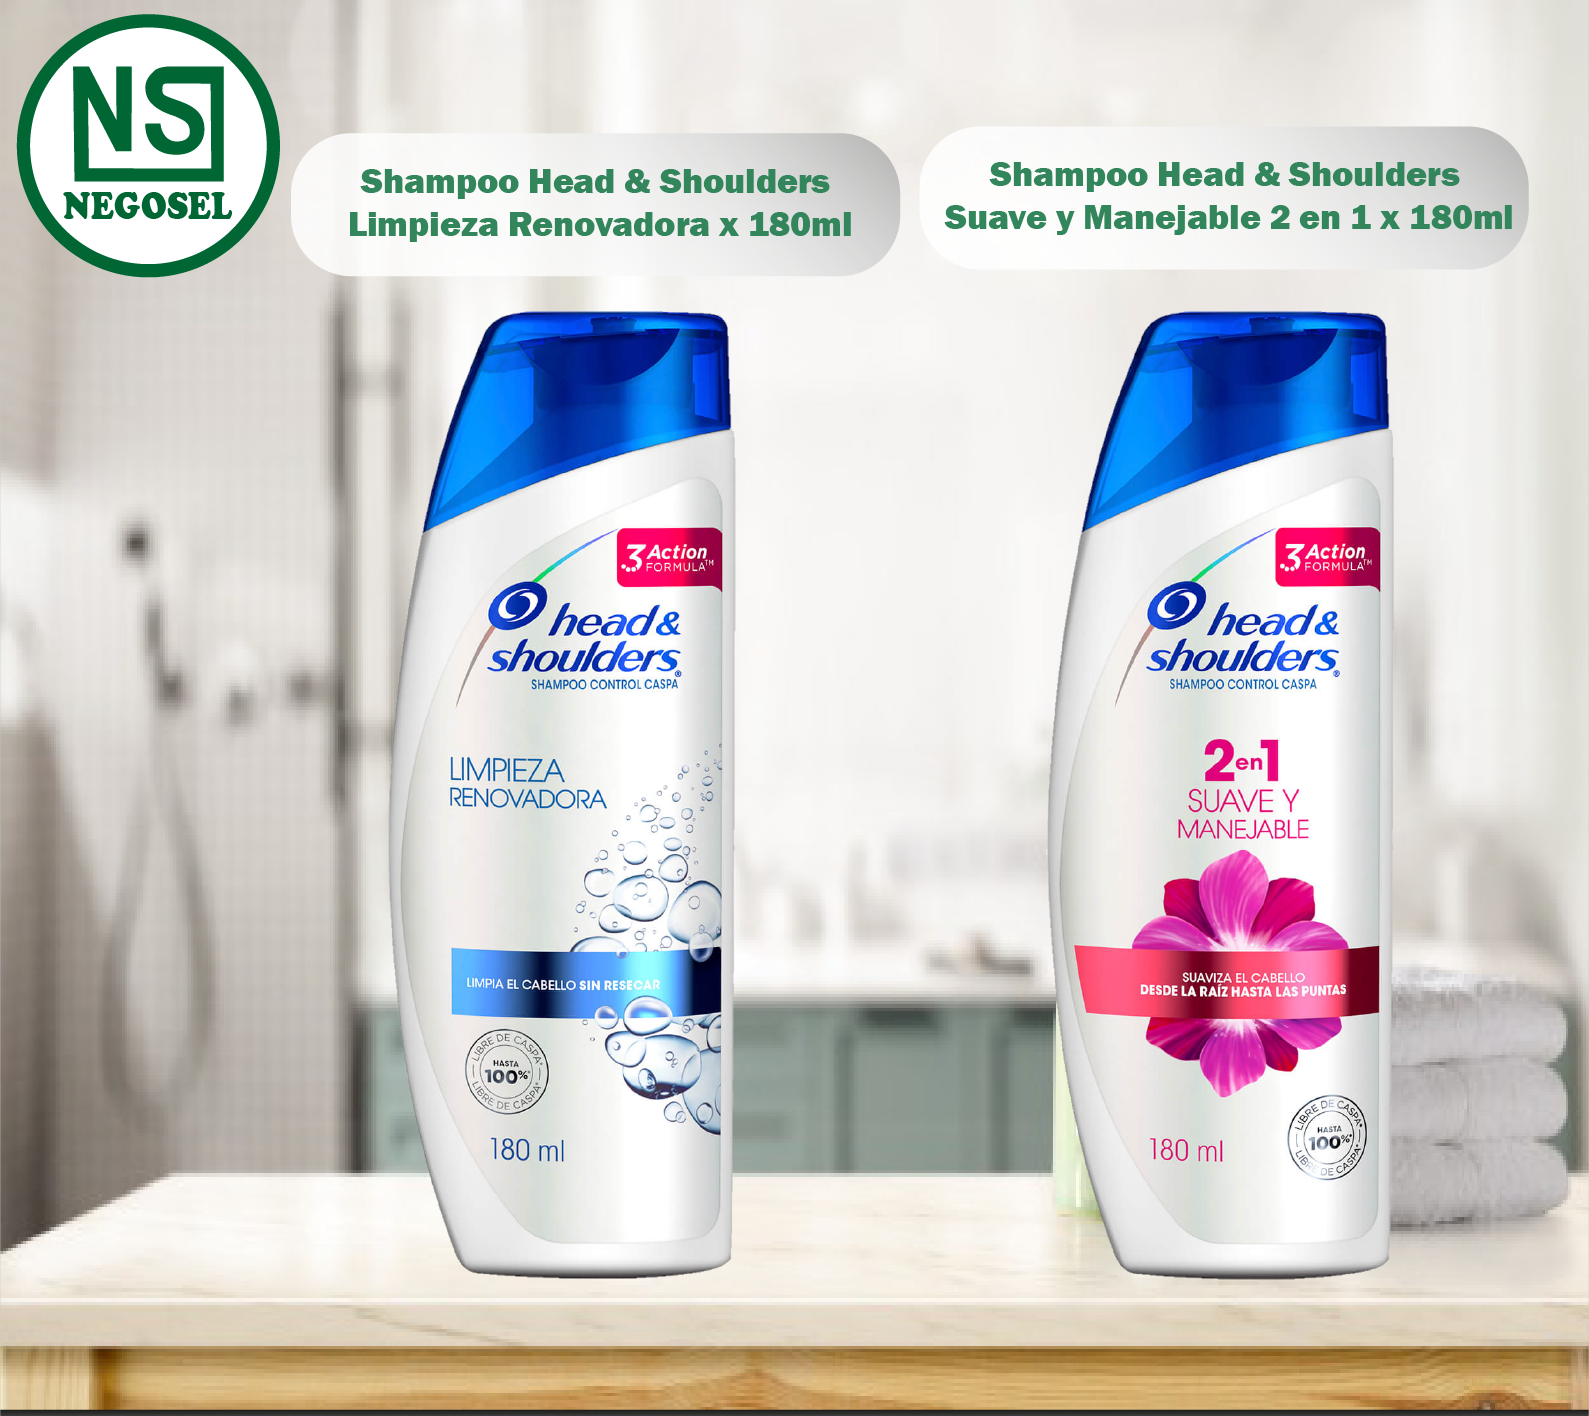 NS
NEGOSEL
Shampoo Head & Shoulders
Limpieza Renovadora x 180ml
Shampoo Head & Shoulders
Suave y Manejable 2 en 1 x 180ml
3 Action
FORMULA™
head &
shoulders®
SHAMPOO CONTROL CASPA
LIMPIEZA
RENOVADORA
LIMPIA EL CABELLO SIN RESECAR
LIBRE DE CASPA*
HASTA
100%*
LIBRE DE CASPA*
180 ml
3 Action
FORMULA™
head &
shoulders®
SHAMPOO CONTROL CASPA
2 en 1
SUAVE Y
MANEJABLE
SUAVIZA EL CABELLO
DESDE LA RAÍZ HASTA LAS PUNTAS
LIBRE DE CASPA*
HASTA
100%*
LIBRE DE CASPA*
180 ml